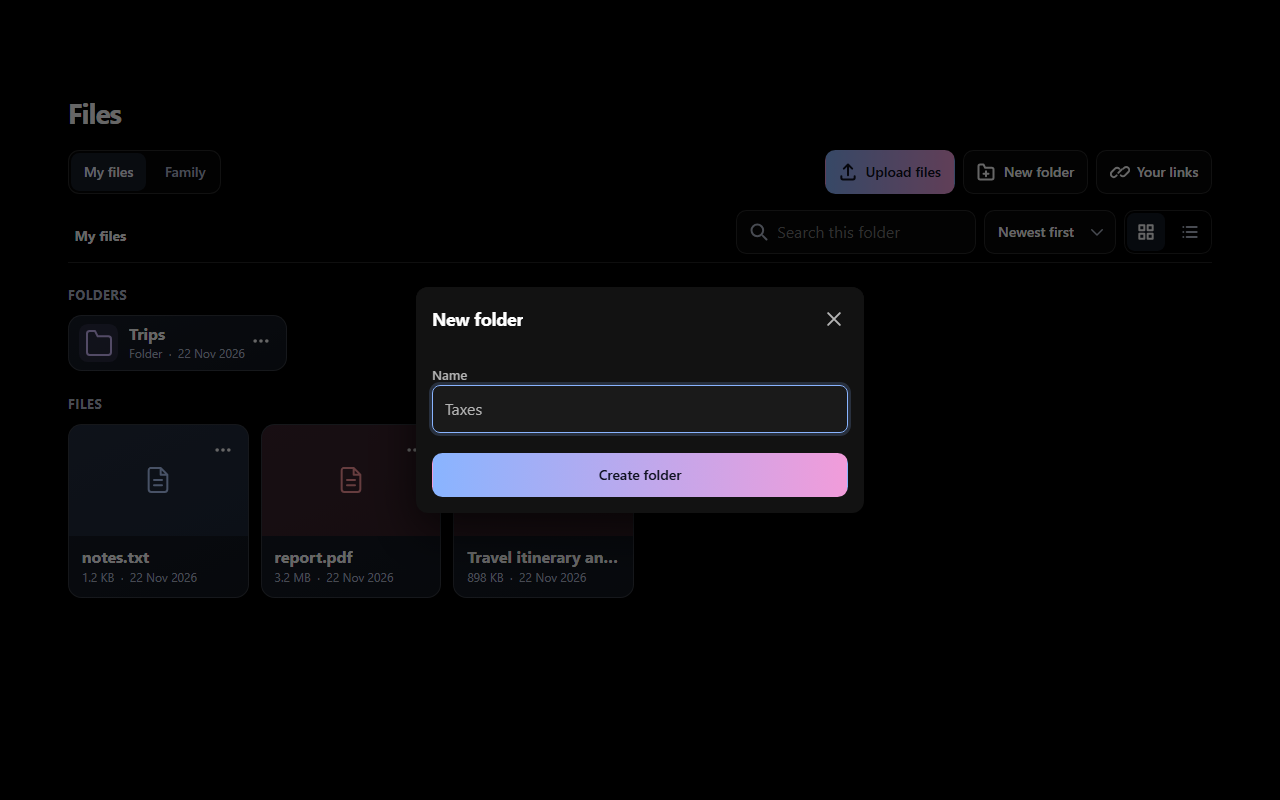 Files
My files
Family
Upload files
New folder
Your links
My files
Search this folder
Newest first
FOLDERS
Trips
Folder · 22 Nov 2026
FILES
notes.txt
1.2 KB · 22 Nov 2026
report.pdf
3.2 MB · 22 Nov 2026
Travel itinerary an...
898 KB · 22 Nov 2026
New folder
Name
Taxes
Create folder